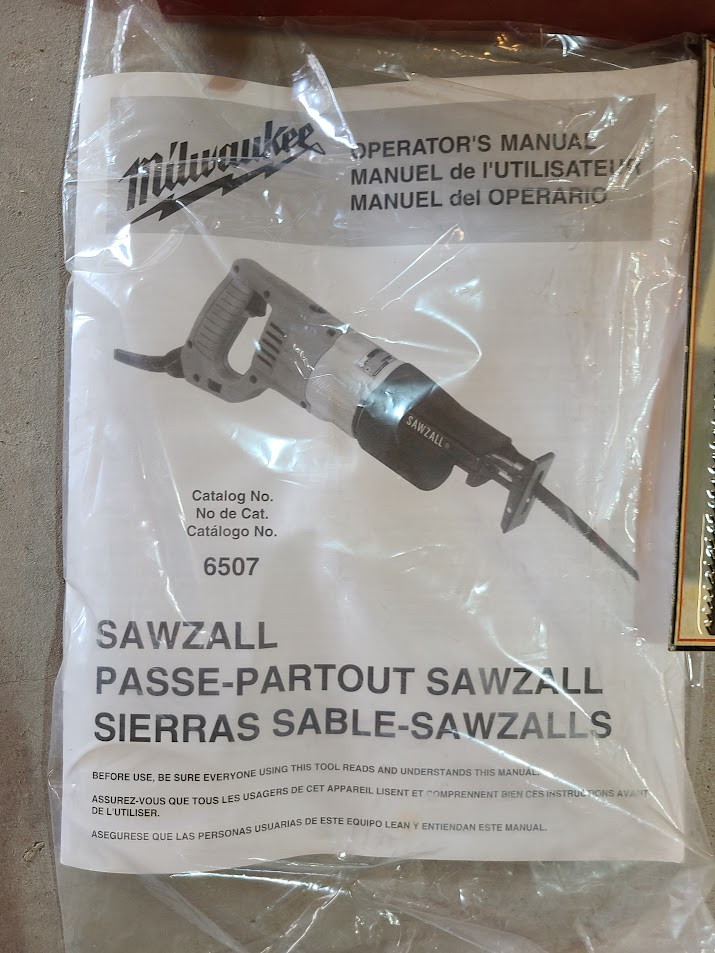 Milwaukee
OPERATOR'S MANUAL
MANUEL de l'UTILISATEUR
MANUEL del OPERARIO
SAWZALL®
Catalog No.
No de Cat.
Catálogo No.
6507
SAWZALL
PASSE-PARTOUT SAWZALL
SIERRAS SABLE-SAWZALLS
BEFORE USE, BE SURE EVERYONE USING THIS TOOL READS AND UNDERSTANDS THIS MANUAL.
ASSUREZ-VOUS QUE TOUS LES USAGERS DE CET APPAREIL LISENT ET COMPRENNENT BIEN CES INSTRUCTIONS AVANT
DE L'UTILISER.
ASEGURESE QUE LAS PERSONAS USUARIAS DE ESTE EQUIPO LEAN Y ENTIENDAN ESTE MANUAL.